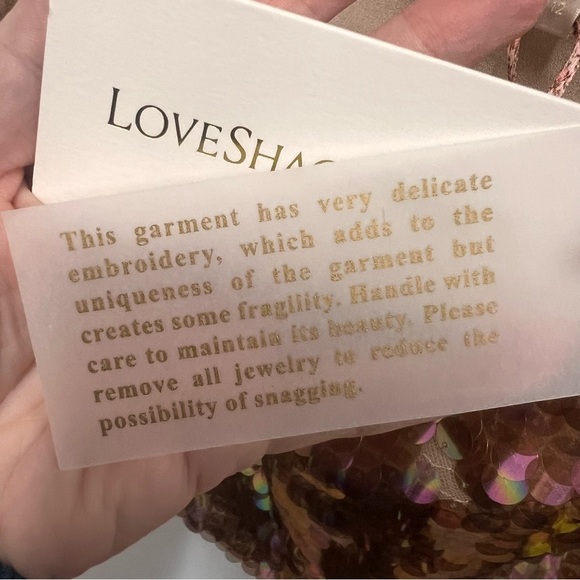 LOVESHAC
This garment has very delicate
embroidery, which adds to the
uniqueness of the garment but
creates some fragility. Handle with
care to maintain its beauty. Please
remove all jewelry to reduce the
possibility of snagging.